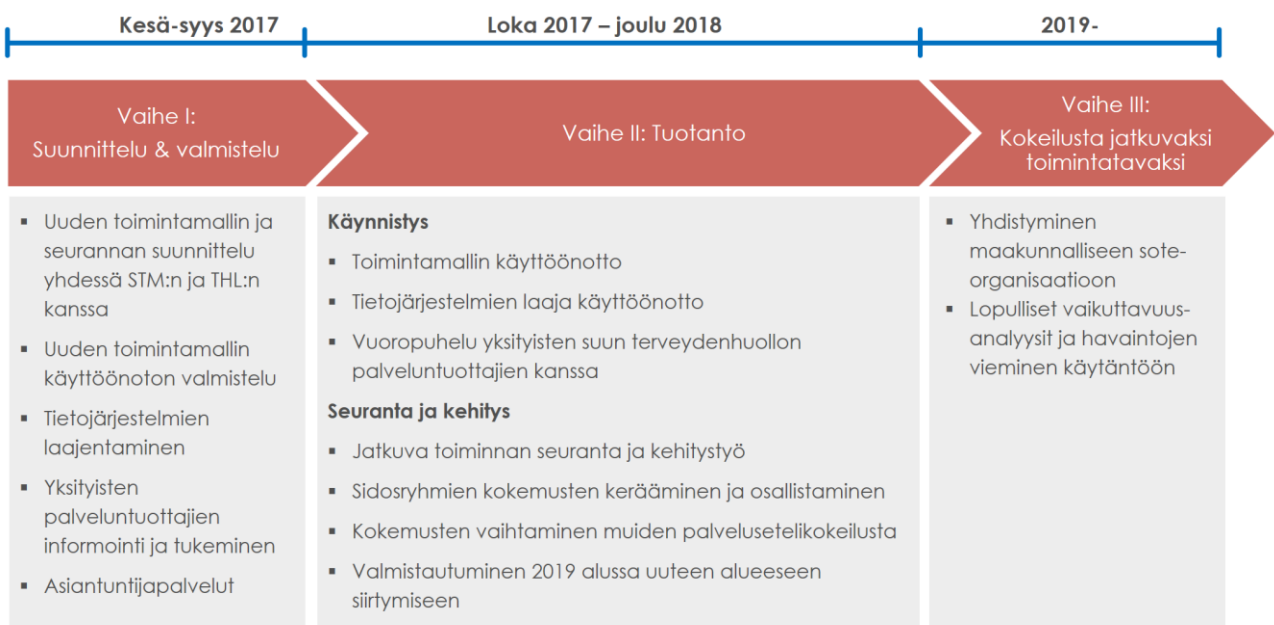 Kesä-syys 2017
Loka 2017 – joulu 2018
2019-
Vaihe I:
Suunnittelu & valmistelu
Vaihe II: Tuotanto
Vaihe III:
Kokeilusta jatkuvaksi
toimintatavaksi
▪ Uuden toimintamallin ja
seurannan suunnittelu
yhdessä STM:n ja THL:n
kanssa
▪ Uuden toimintamallin
käyttöönoton valmistelu
▪ Tietojärjestelmien
laajentaminen
▪ Yksityisten
palveluntuottajien
informointi ja tukeminen
▪ Asiantuntijapalvelut
Käynnistys
▪ Toimintamallin käyttöönotto
▪ Tietojärjestelmien laaja käyttöönotto
▪ Vuoropuhelu yksityisten suun terveydenhuollon
palveluntuottajien kanssa
Seuranta ja kehitys
▪ Jatkuva toiminnan seuranta ja kehitystyö
▪ Sidosryhmien kokemusten kerääminen ja osallistaminen
▪ Kokemusten vaihtaminen muiden palvelusetelikokeilusta
▪ Valmistautuminen 2019 alussa uuteen alueeseen
siirtymiseen
▪ Yhdistyminen
maakunnalliseen sote-
organisaatioon
▪ Lopulliset vaikuttavuus-
analyysit ja havaintojen
vieminen käytäntöön